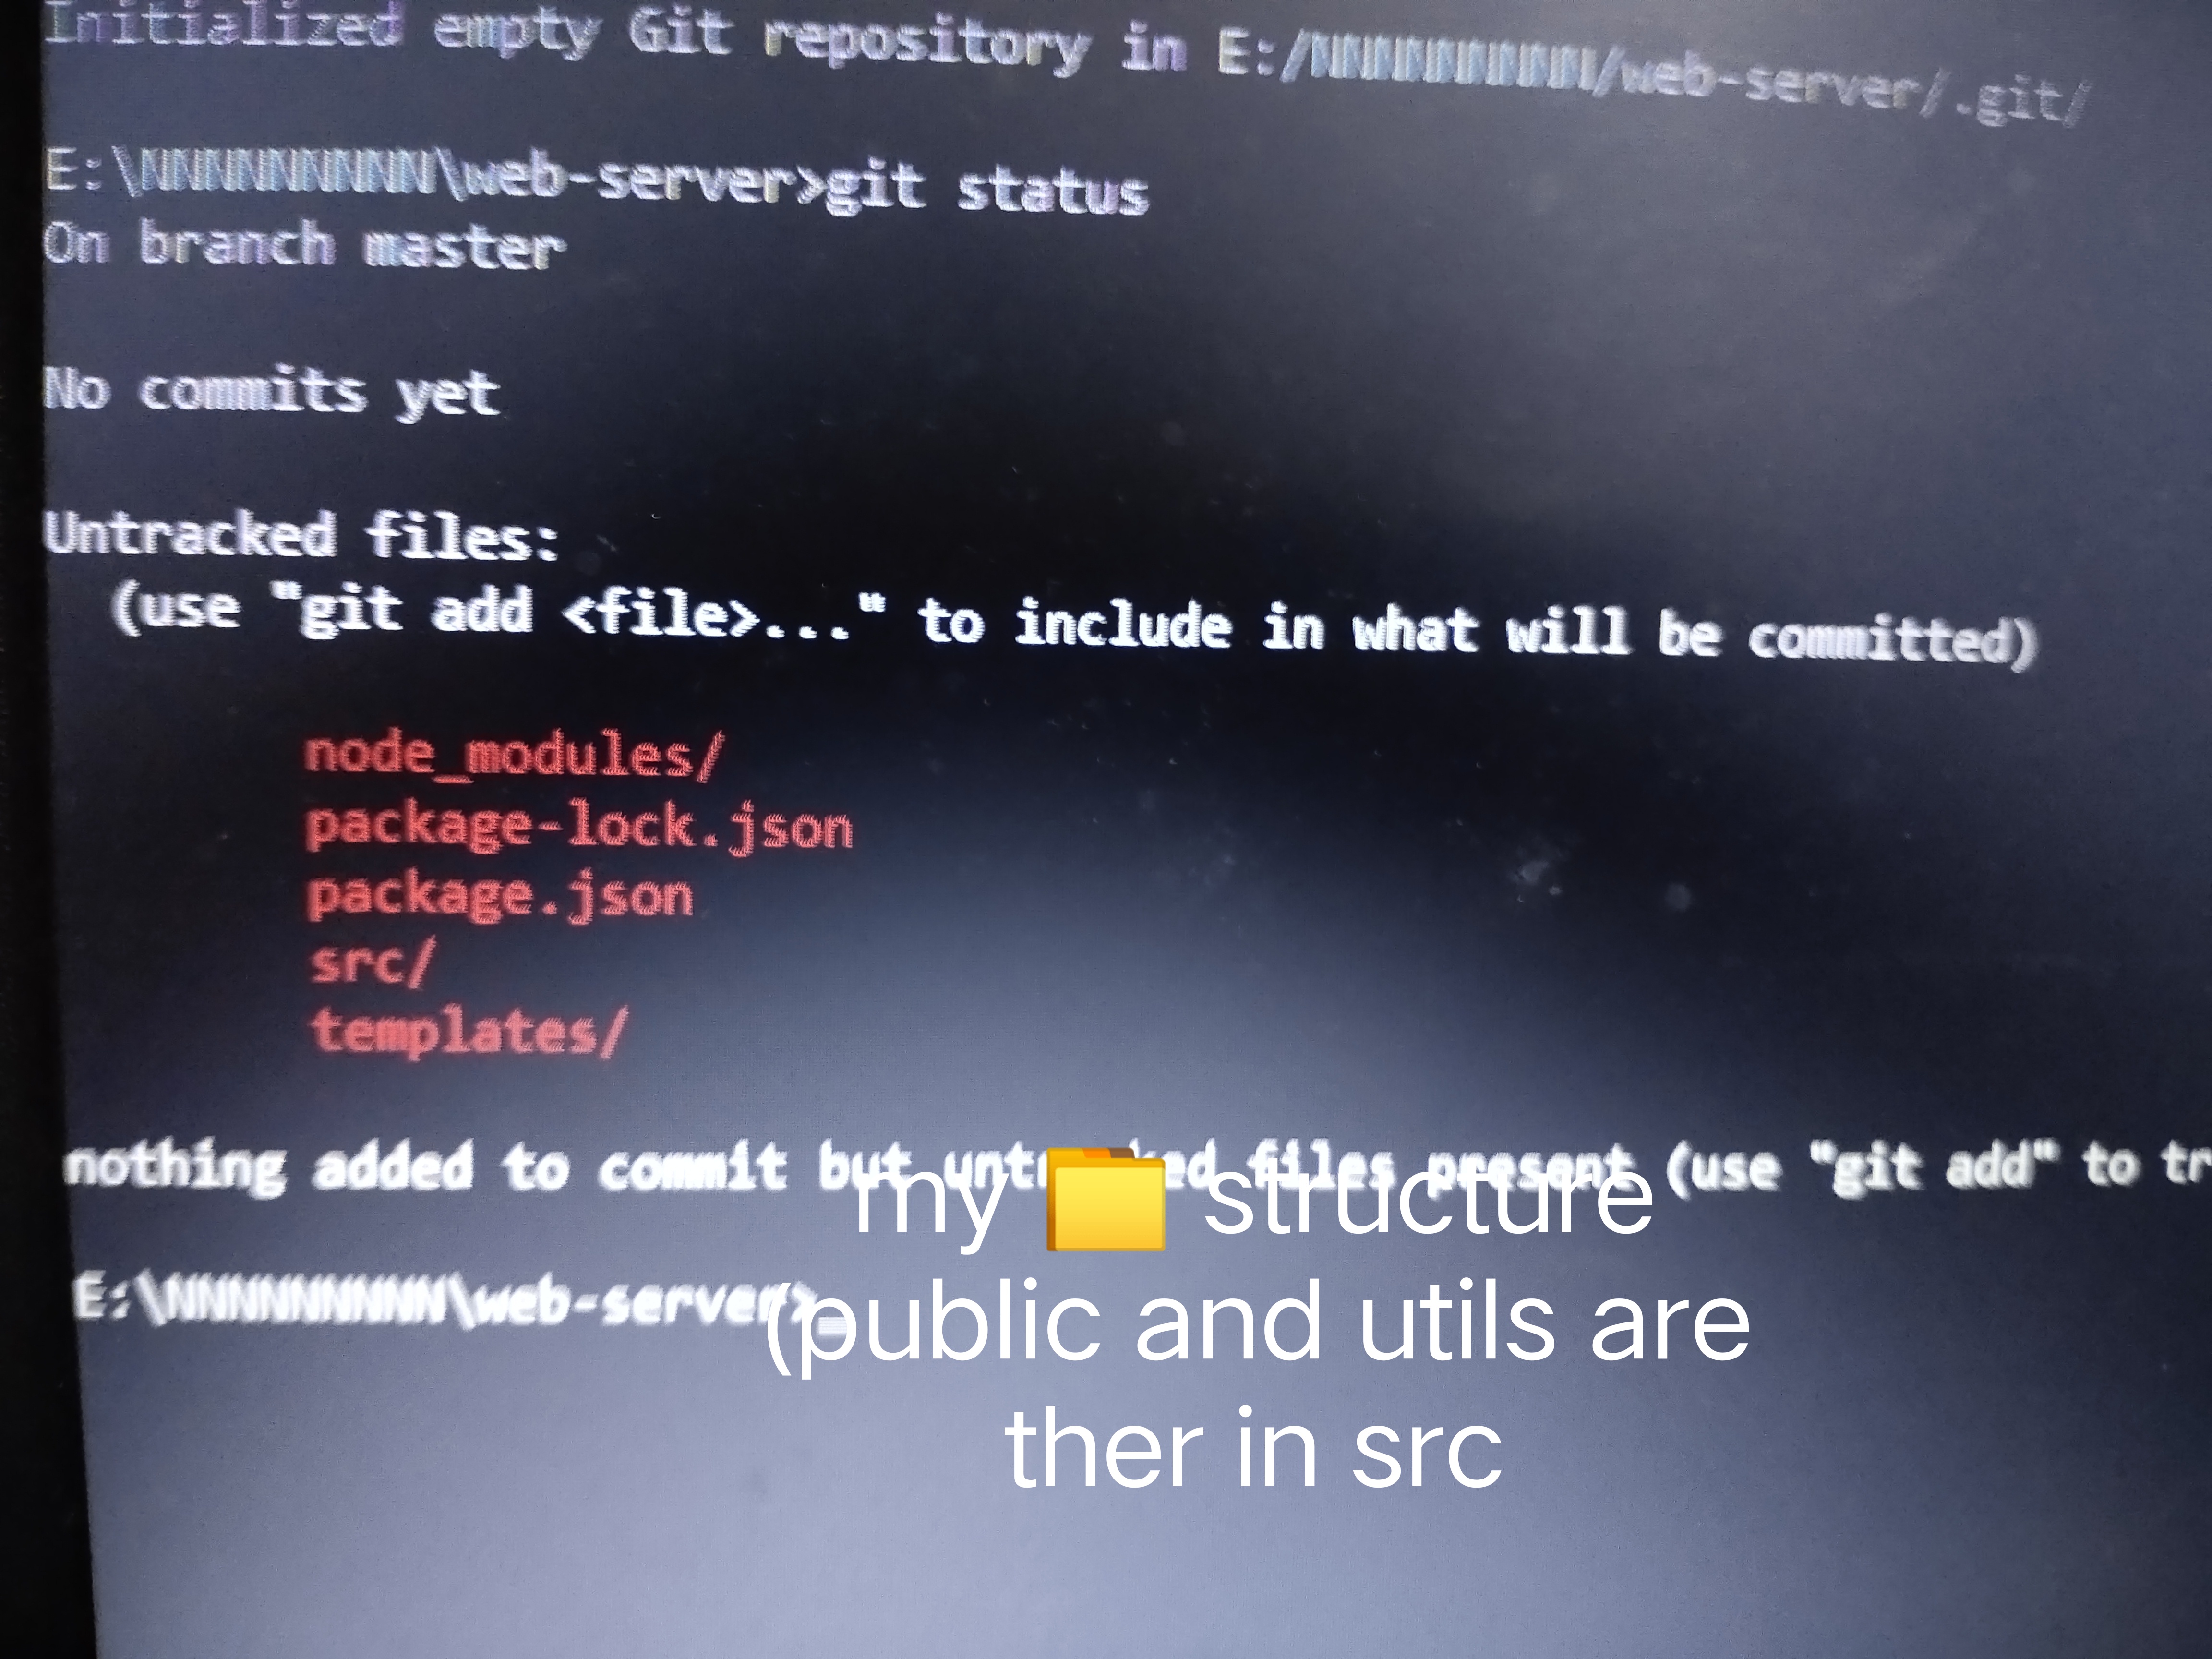 Initialized empty Git repository in E:/NNNNNNNNNN/web-server/.git/
E:\NNNNNNNNNN\web-server>git status
On branch master
No commits yet
Untracked files:
(use "git add <file>..." to include in what will be committed)
node_modules/
package-lock.json
package.json
src/
templates/
nothing added to commit but untracked files present (use "git add" to tr
E:\NNNNNNNNNN\web-server>_
my 📁 structure
(public and utils are
ther in src